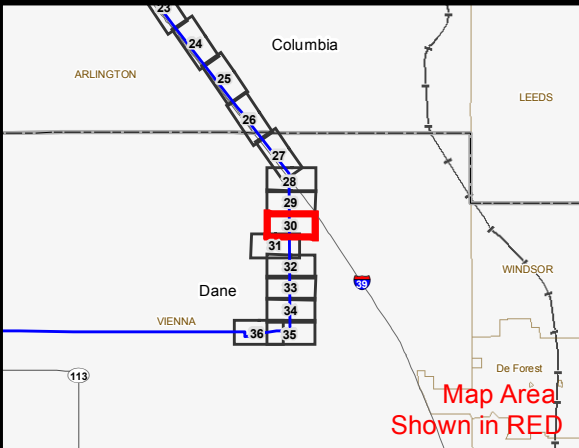 23
24
Columbia
ARLINGTON
25
LEEDS
26
27
28
29
30
31
32
WINDSOR
39
Dane
33
34
VIENNA
36
35
De Forest
113
Map Area
Shown in RED